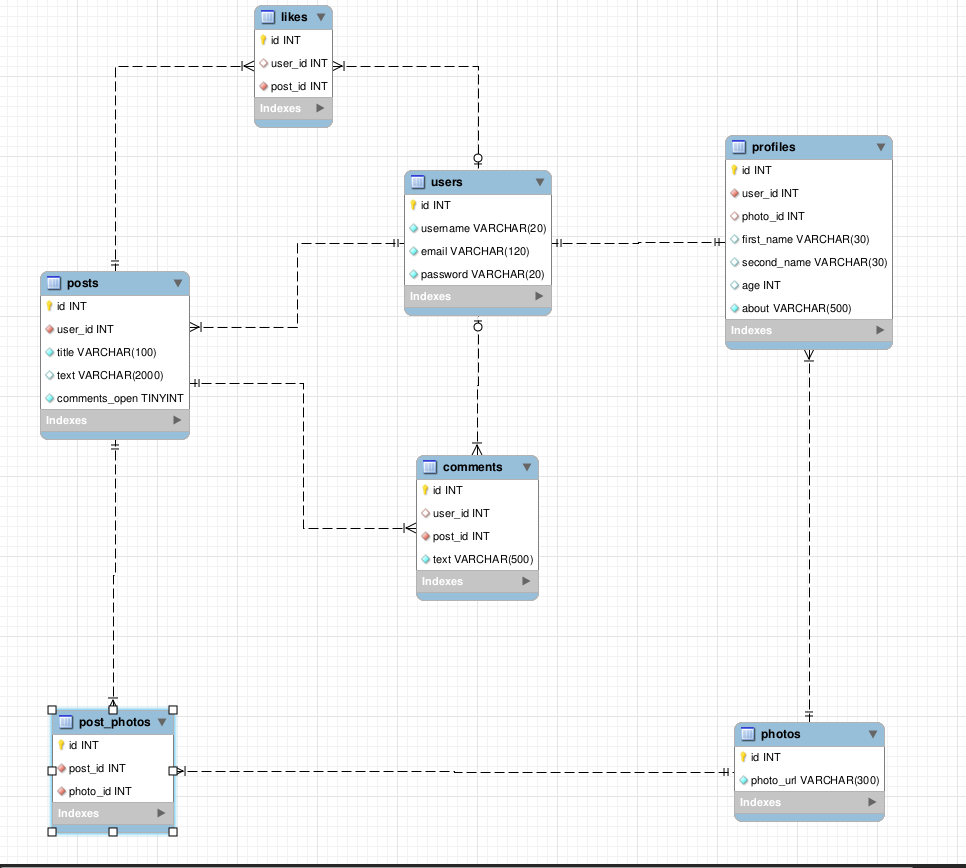 likes
id INT
user_id INT
post_id INT
Indexes
users
id INT
username VARCHAR(20)
email VARCHAR(120)
password VARCHAR(20)
Indexes
profiles
id INT
user_id INT
photo_id INT
first_name VARCHAR(30)
second_name VARCHAR(30)
age INT
about VARCHAR(500)
Indexes
posts
id INT
user_id INT
title VARCHAR(100)
text VARCHAR(2000)
comments_open TINYINT
Indexes
comments
id INT
user_id INT
post_id INT
text VARCHAR(500)
Indexes
post_photos
id INT
post_id INT
photo_id INT
Indexes
photos
id INT
photo_url VARCHAR(300)
Indexes